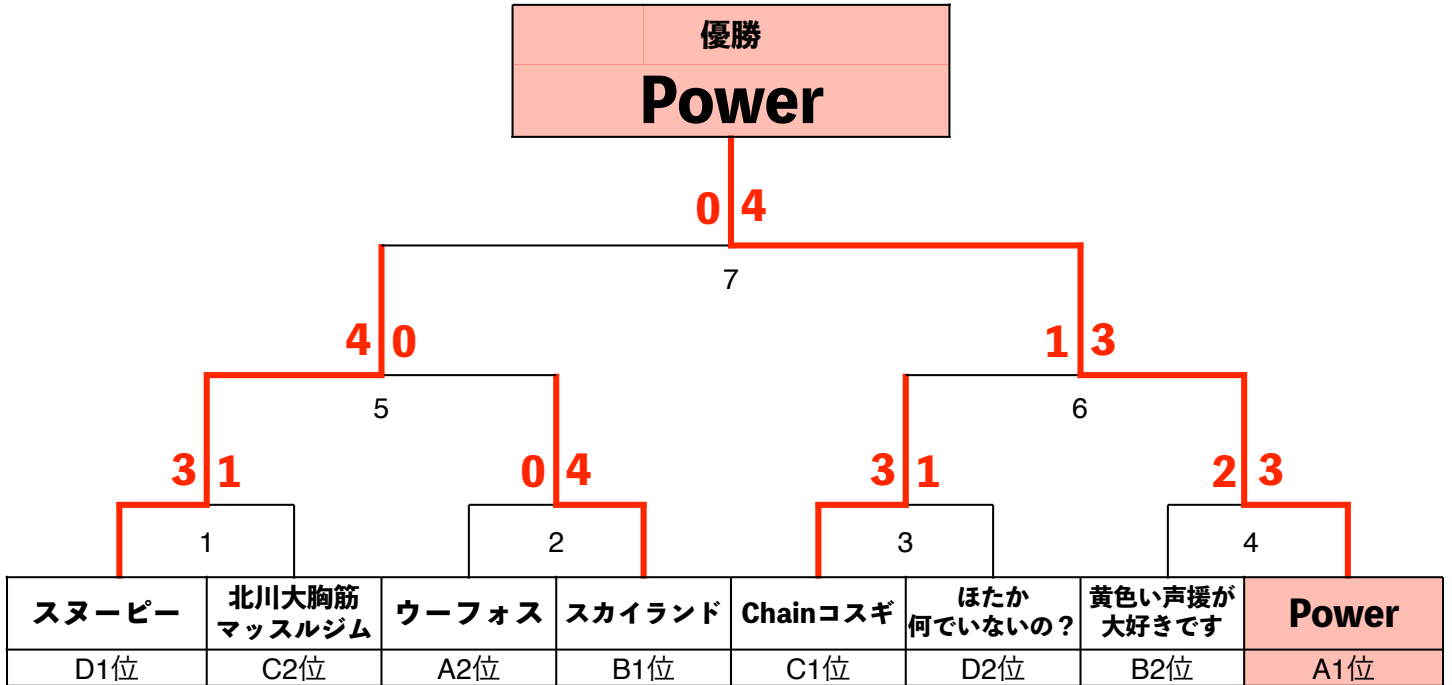 優勝
Power
0 4
7
4 0
1 3
5
6
3 1
0 4
3 1
2 3
1
2
3
4
スヌーピー
北川大胸筋
マッスルジム
ウーフォス
スカイランド
Chainコスギ
ほたか
何でいないの？
黄色い声援が
大好きです
Power
D1位
C2位
A2位
B1位
C1位
D2位
B2位
A1位